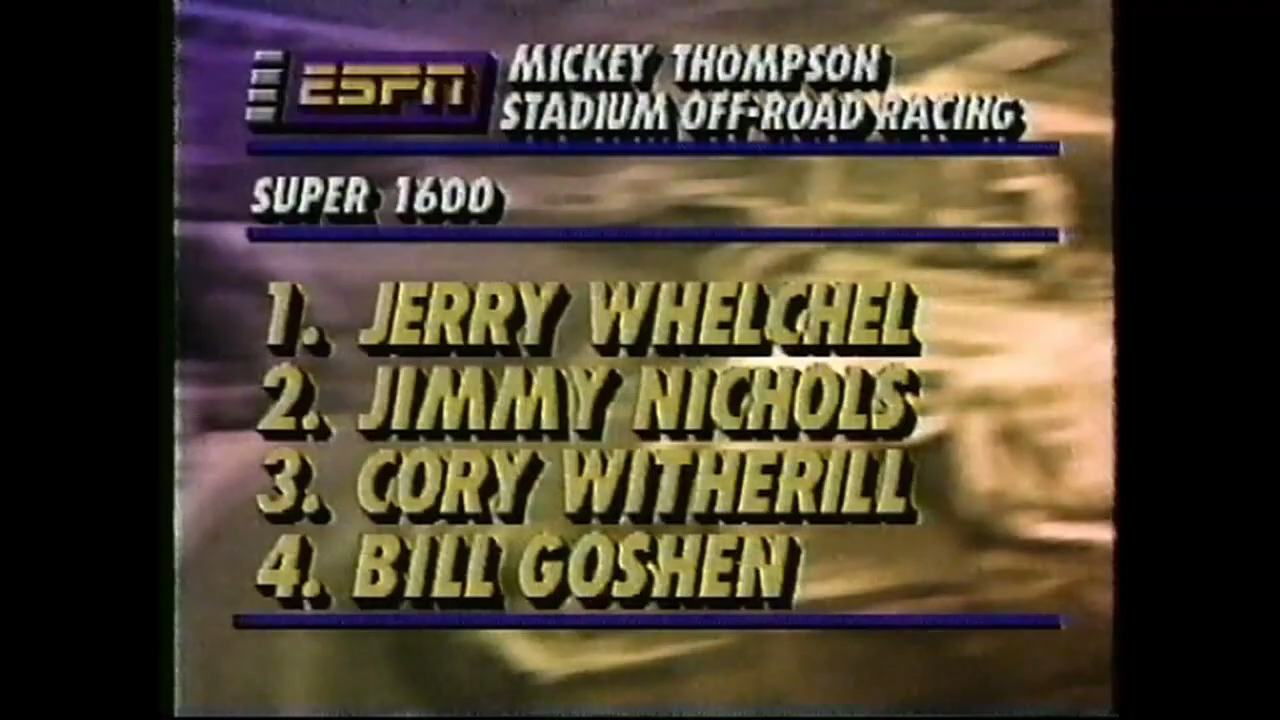 ESPN MICKEY THOMPSON
STADIUM OFF-ROAD RACING
SUPER 1600
1. JERRY WHELCHEL
2. JIMMY NICHOLS
3. CORY WITHERILL
4. BILL GOSHEN